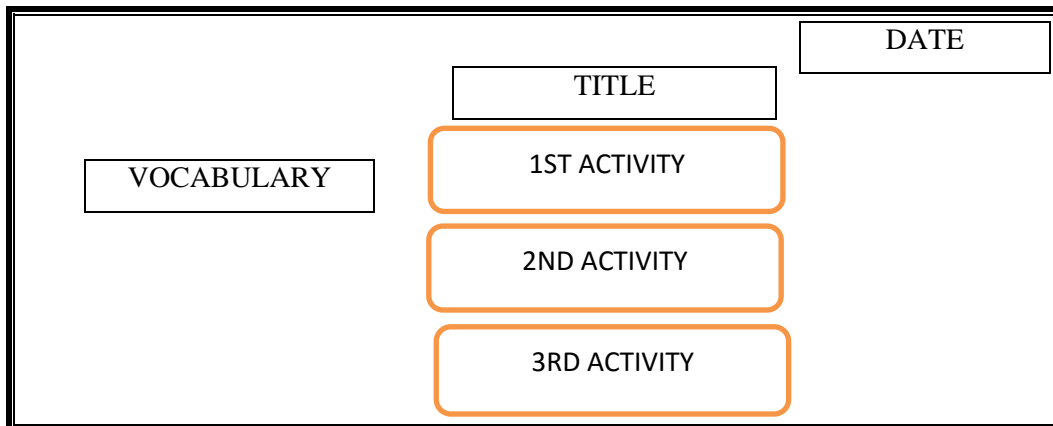 DATE
TITLE
1ST ACTIVITY
VOCABULARY
2ND ACTIVITY
3RD ACTIVITY